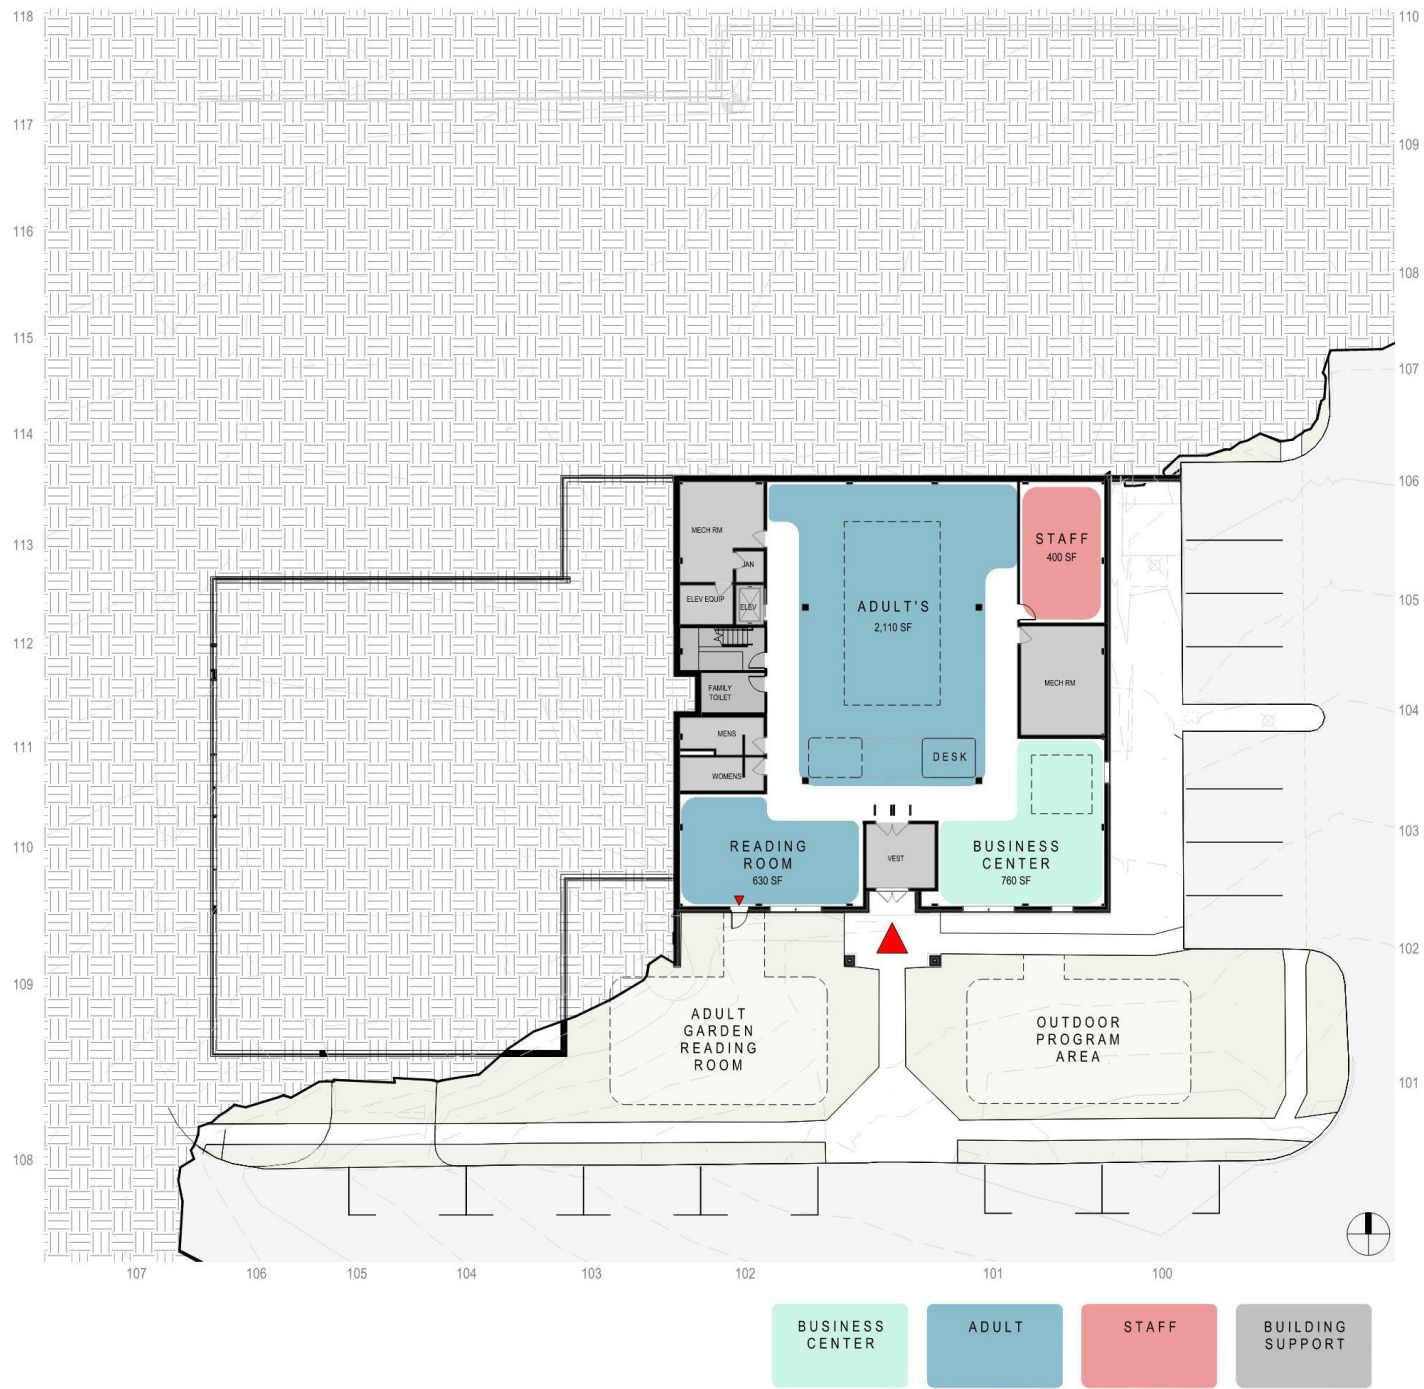 118
110
117
109
116
108
115
107
114
106
MECH RM
STAFF
400 SF
113
JAN
ELEV EQUIP
ELEV
ADULT'S
2,110 SF
105
112
FAMILY
TOILET
MECH RM
104
MENS
111
WOMENS
DESK
103
READING
ROOM
630 SF
VEST
BUSINESS
CENTER
760 SF
110
102
109
ADULT
GARDEN
READING
ROOM
OUTDOOR
PROGRAM
AREA
101
108
107
106
105
104
103
102
101
100
BUSINESS
CENTER
ADULT
STAFF
BUILDING
SUPPORT